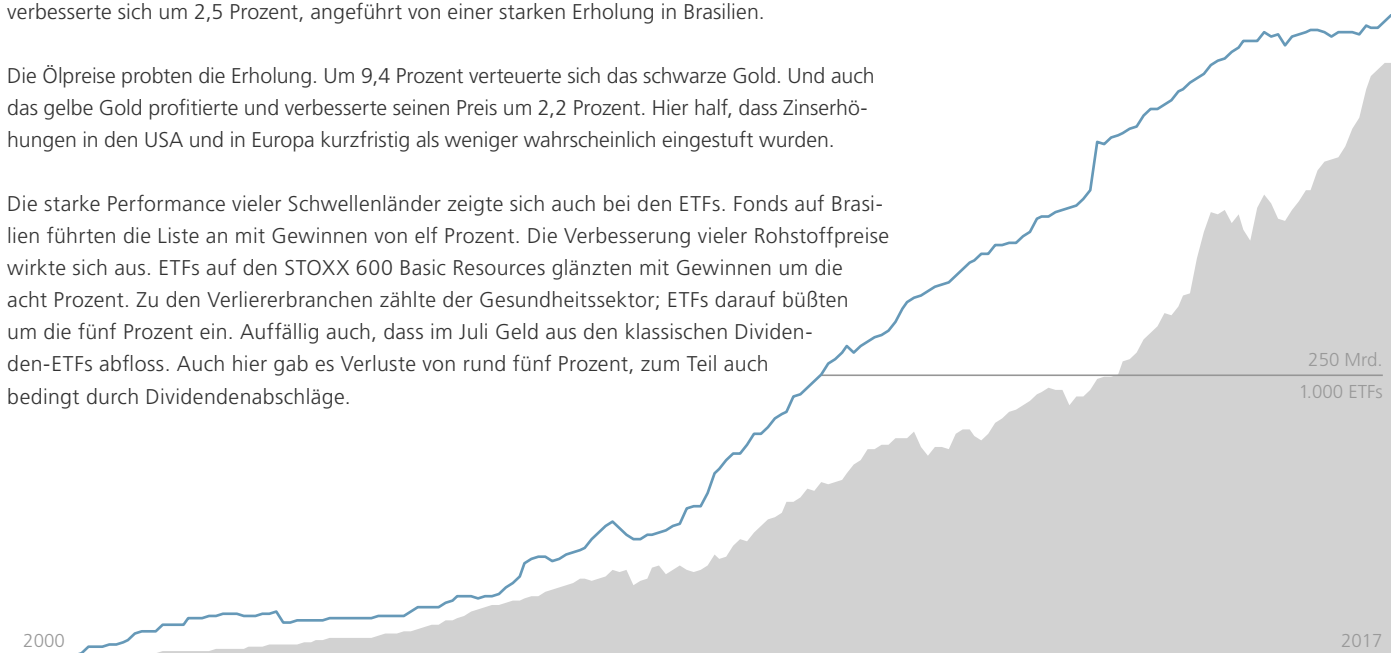 verbesserte sich um 2,5 Prozent, angeführt von einer starken Erholung in Brasilien.
Die Ölpreise probten die Erholung. Um 9,4 Prozent verteuerte sich das schwarze Gold. Und auch
das gelbe Gold profitierte und verbesserte seinen Preis um 2,2 Prozent. Hier half, dass Zinserhö-
hungen in den USA und in Europa kurzfristig als weniger wahrscheinlich eingestuft wurden.
Die starke Performance vieler Schwellenländer zeigte sich auch bei den ETFs. Fonds auf Brasi-
lien führten die Liste an mit Gewinnen von elf Prozent. Die Verbesserung vieler Rohstoffpreise
wirkte sich aus. ETFs auf den STOXX 600 Basic Resources glänzten mit Gewinnen um die
acht Prozent. Zu den Verliererbranchen zählte der Gesundheitssektor; ETFs darauf büßten
um die fünf Prozent ein. Auffällig auch, dass im Juli Geld aus den klassischen Dividen-
den-ETFs abfloss. Auch hier gab es Verluste von rund fünf Prozent, zum Teil auch
bedingt durch Dividendenabschläge.
250 Mrd.
1.000 ETFs
2000
2017